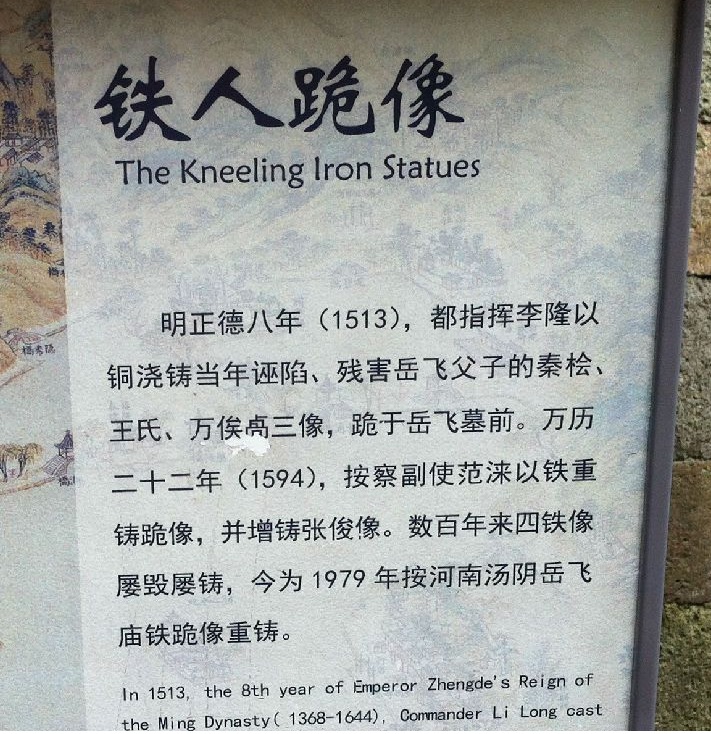 铁人跪像
The Kneeling Iron Statues
明正德八年（1513），都指挥李隆以
铜浇铸当年诬陷、残害岳飞父子的秦桧、
王氏、万俟卨三像，跪于岳飞墓前。万历
二十二年（1594），按察副使范涞以铁重
铸跪像，并增铸张俊像。数百年来四铁像
屡毁屡铸，今为 1979 年按河南汤阴岳飞
庙铁跪像重铸。
In 1513, the 8th year of Emperor Zhengde's Reign of
the Ming Dynasty( 1368-1644), Commander Li Long cast